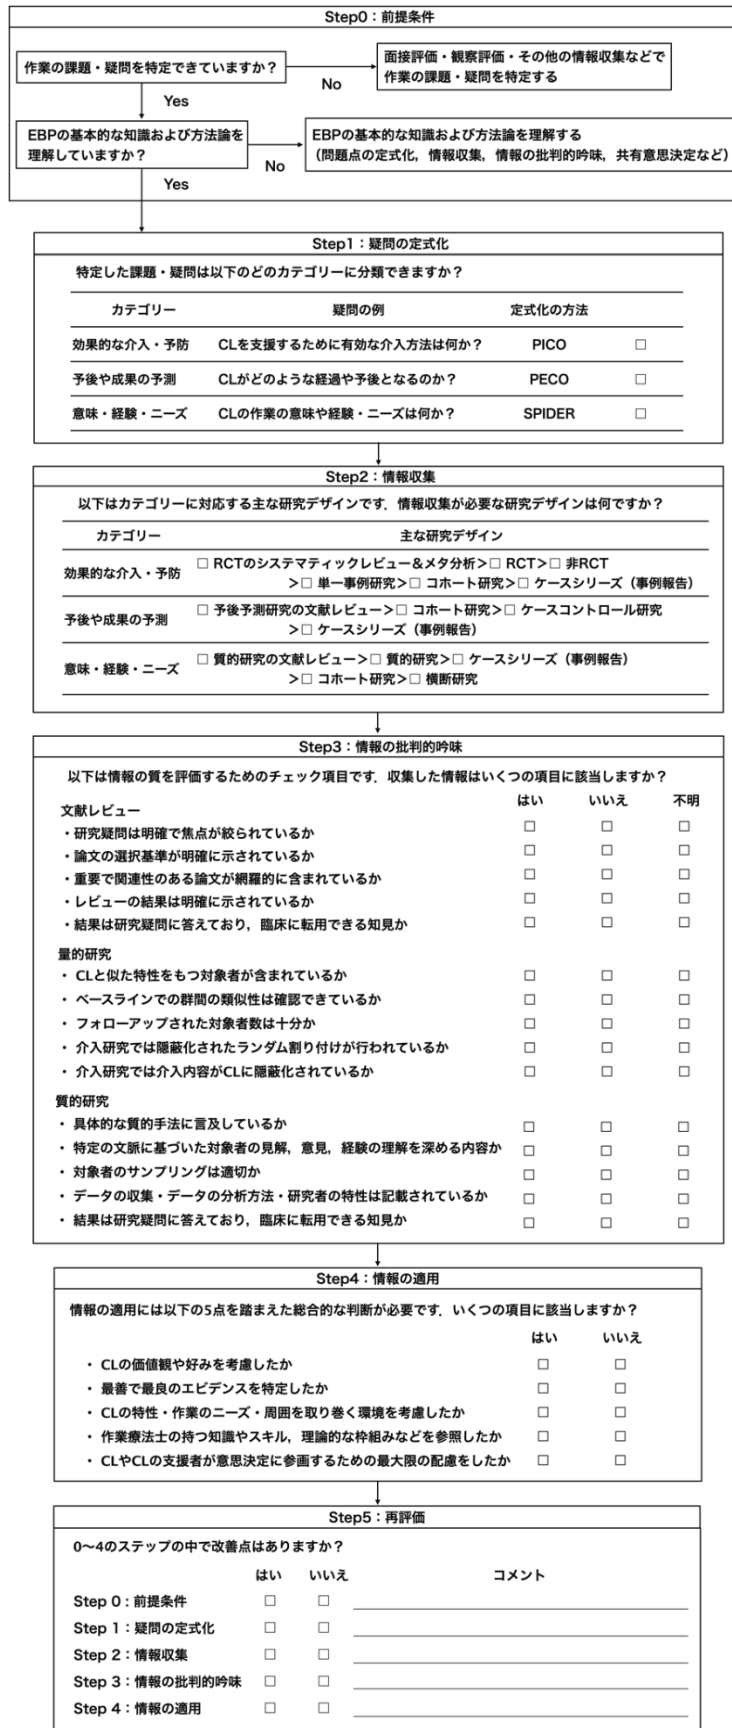 Step0：前提条件
作業の課題・疑問を特定できていますか？
No
面接評価・観察評価・その他の情報収集などで
作業の課題・疑問を特定する
Yes
EBPの基本的な知識および方法論を
理解していますか？
No
EBPの基本的な知識および方法論を理解する
（問題点の定式化，情報収集，情報の批判的吟味，共有意思決定など）
Yes
Step1：疑問の定式化
特定した課題・疑問は以下のどのカテゴリーに分類できますか？
カテゴリー 疑問の例 定式化の方法
効果的な介入・予防 CLを支援するために有効な介入方法は何か？ PICO □
予後や成果の予測 CLがどのような経過や予後となるのか？ PECO □
意味・経験・ニーズ CLの作業の意味や経験・ニーズは何か？ SPIDER □
Step2：情報収集
以下はカテゴリーに対応する主な研究デザインです．情報収集が必要な研究デザインは何ですか？
カテゴリー 主な研究デザイン
効果的な介入・予防
□ RCTのシステマティックレビュー＆メタ分析＞□ RCT＞□ 非RCT
＞□ 単一事例研究＞□ コホート研究＞□ ケースシリーズ（事例報告）
予後や成果の予測
□ 予後予測研究の文献レビュー＞□ コホート研究＞□ ケースコントロール研究
＞□ ケースシリーズ（事例報告）
意味・経験・ニーズ
□ 質的研究の文献レビュー＞□ 質的研究＞□ ケースシリーズ（事例報告）
＞□ コホート研究＞□ 横断研究
Step3：情報の批判的吟味
以下は情報の質を評価するためのチェック項目です．収集した情報はいくつの項目に該当しますか？
はい いいえ 不明
文献レビュー
・研究疑問は明確で焦点が絞られているか □ □ □
・論文の選択基準が明確に示されているか □ □ □
・重要で関連性のある論文が網羅的に含まれているか □ □ □
・レビューの結果は明確に示されているか □ □ □
・結果は研究疑問に答えており，臨床に転用できる知見か □ □ □
量的研究
・ CLと似た特性をもつ対象者が含まれているか □ □ □
・ ベースラインでの群間の類似性は確認できているか □ □ □
・ フォローアップされた対象者数は十分か □ □ □
・ 介入研究では隠蔽化されたランダム割り付けが行われているか □ □ □
・ 介入研究では介入内容がCLに隠蔽化されているか □ □ □
質的研究
・ 具体的な質的手法に言及しているか □ □ □
・ 特定の文脈に基づいた対象者の見解，意見，経験の理解を深める内容か □ □ □
・ 対象者のサンプリングは適切か □ □ □
・ データの収集・データの分析方法・研究者の特性は記載されているか □ □ □
・ 結果は研究疑問に答えており，臨床に転用できる知見か □ □ □
Step4：情報の適用
情報の適用には以下の5点を踏まえた総合的な判断が必要です．いくつの項目に該当しますか？
はい いいえ
・ CLの価値観や好みを考慮したか □ □
・ 最善で最良のエビデンスを特定したか □ □
・ CLの特性・作業のニーズ・周囲を取り巻く環境を考慮したか □ □
・ 作業療法士の持つ知識やスキル，理論的な枠組みなどを参照したか □ □
・ CLやCLの支援者が意思決定に参画するための最大限の配慮をしたか □ □
Step5：再評価
0〜4のステップの中で改善点はありますか？
はい いいえ コメント
Step 0：前提条件 □ □
Step 1：疑問の定式化 □ □
Step 2：情報収集 □ □
Step 3：情報の批判的吟味 □ □
Step 4：情報の適用 □ □